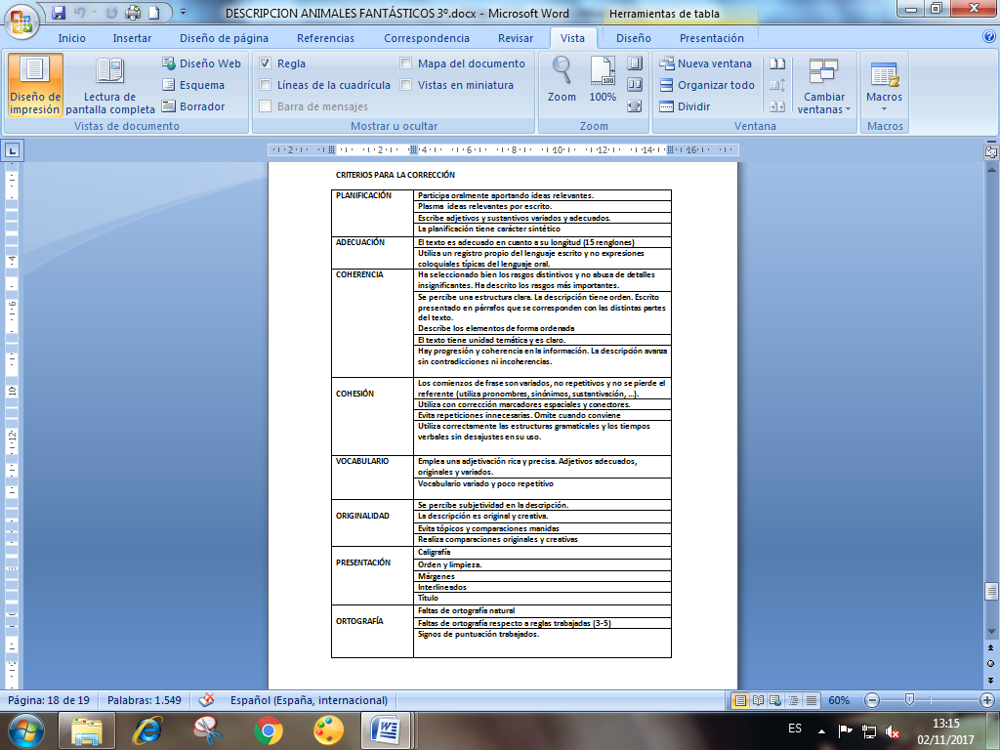 DESCRIPCION ANIMALES FANTÁSTICOS 3º.docx - Microsoft Word
Herramientas de tabla
Inicio
Insertar
Diseño de página
Referencias
Correspondencia
Revisar
Vista
Diseño
Presentación
Diseño de impresión
Lectura de pantalla completa
Diseño Web
Esquema
Borrador
Vistas de documento
Regla
Líneas de la cuadrícula
Barra de mensajes
Mapa del documento
Vistas en miniatura
Mostrar u ocultar
Zoom
100%
Zoom
Nueva ventana
Organizar todo
Dividir
Cambiar ventanas
Ventana
Macros
Macros
2 2 4 6 8 10 12 14 16
CRITERIOS PARA LA CORRECCIÓN
PLANIFICACIÓN
Participa oralmente aportando ideas relevantes.
Plasma ideas relevantes por escrito.
Escribe adjetivos y sustantivos variados y adecuados.
La planificación tiene carácter sintético
ADECUACIÓN
El texto es adecuado en cuanto a su longitud (15 renglones)
Utiliza un registro propio del lenguaje escrito y no expresiones
coloquiales típicas del lenguaje oral.
COHERENCIA
Ha seleccionado bien los rasgos distintivos y no abusa de detalles
insignificantes. Ha descrito los rasgos más importantes.
Se percibe una estructura clara. La descripción tiene orden. Escrito
presentado en párrafos que se corresponden con las distintas partes
del texto.
Describe los elementos de forma ordenada
El texto tiene unidad temática y es claro.
Hay progresión y coherencia en la información. La descripción avanza
sin contradicciones ni incoherencias.
COHESIÓN
Los comienzos de frase son variados, no repetitivos y no se pierde el
referente (utiliza pronombres, sinónimos, sustantivación, …).
Utiliza con corrección marcadores espaciales y conectores.
Evita repeticiones innecesarias. Omite cuando conviene
Utiliza correctamente las estructuras gramaticales y los tiempos
verbales sin desajustes en su uso.
VOCABULARIO
Emplea una adjetivación rica y precisa. Adjetivos adecuados,
originales y variados.
Vocabulario variado y poco repetitivo
ORIGINALIDAD
Se percibe subjetividad en la descripción.
La descripción es original y creativa.
Evita tópicos y comparaciones manidas
Realiza comparaciones originales y creativas
PRESENTACIÓN
Caligrafía
Orden y limpieza.
Márgenes
Interlineados
Título
ORTOGRAFÍA
Faltas de ortografía natural
Faltas de ortografía respecto a reglas trabajadas (3-5)
Signos de puntuación trabajados.
Página: 18 de 19
Palabras: 1.549
Español (España, internacional)
60%
ES
13:15
02/11/2017